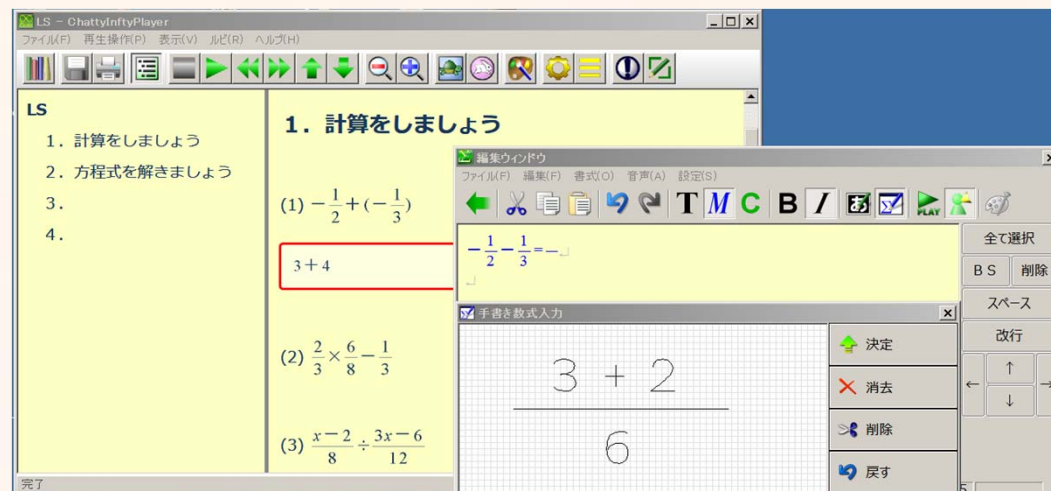 LS - ChattyInftyPlayer
ファイル(F) 再生操作(P) 表示(V) ルビ(R) ヘルプ(H)
LS
1. 計算をしましょう
2. 方程式を解きましょう
3.
4.
1. 計算をしましょう
(1) −1/2+(−1/3)
3+4
(2) 2/3×6/8−1/3
(3) x−2/8÷3x−6/12
完了
編集ウィンドウ
ファイル(F) 編集(F) 書式(O) 音声(A) 設定(S)
T M C B I あ PLAY
−1/2−1/3=−
全て選択
BS 削除
スペース
改行
↑
← →
↓
手書き数式入力
3+2
6
決定
消去
削除
戻す